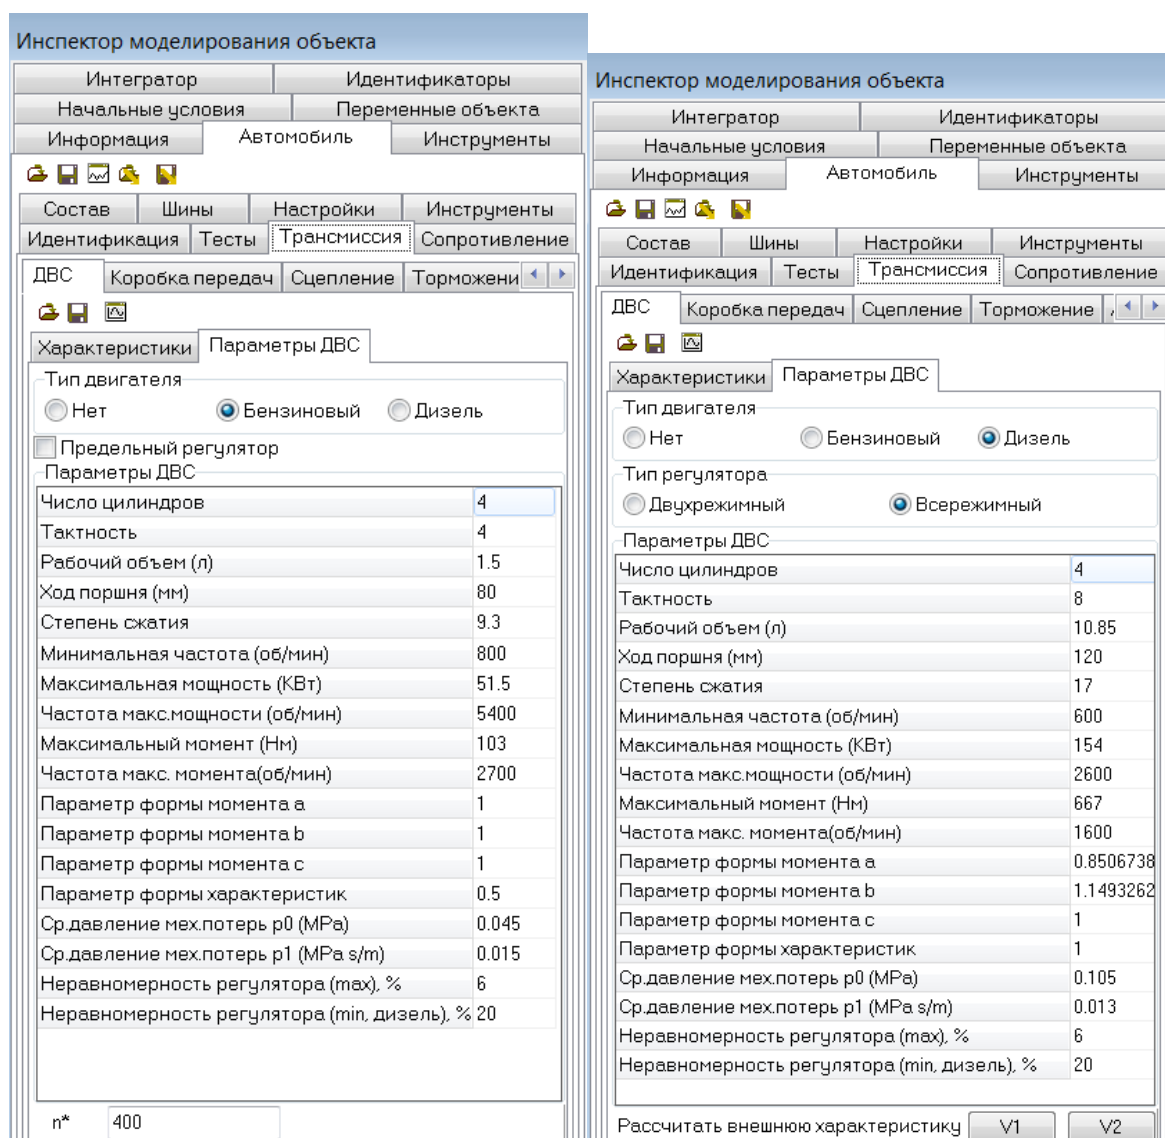 Инспектор моделирования объекта
Интегратор Идентификаторы
Начальные условия Переменные объекта
Информация Автомобиль Инструменты
Состав Шины Настройки Инструменты
Идентификация Тесты Трансмиссия Сопротивление
ДВС Коробка передач Сцепление Торможени
Характеристики Параметры ДВС
Тип двигателя
Нет Бензиновый Дизель
Предельный регулятор
Параметры ДВС
Число цилиндров 4
Тактность 4
Рабочий объем (л) 1.5
Ход поршня (мм) 80
Степень сжатия 9.3
Минимальная частота (об/мин) 800
Максимальная мощность (КВт) 51.5
Частота макс.мощности (об/мин) 5400
Максимальный момент (Нм) 103
Частота макс. момента(об/мин) 2700
Параметр формы момента a 1
Параметр формы момента b 1
Параметр формы момента c 1
Параметр формы характеристик 0.5
Ср.давление мех.потерь p0 (MPa) 0.045
Ср.давление мех.потерь p1 (MPa s/m) 0.015
Неравномерность регулятора (max), % 6
Неравномерность регулятора (min, дизель), % 20
n* 400
Инспектор моделирования объекта
Интегратор Идентификаторы
Начальные условия Переменные объекта
Информация Автомобиль Инструменты
Состав Шины Настройки Инструменты
Идентификация Тесты Трансмиссия Сопротивление
ДВС Коробка передач Сцепление Торможение
Характеристики Параметры ДВС
Тип двигателя
Нет Бензиновый Дизель
Тип регулятора
Двухрежимный Всережимный
Параметры ДВС
Число цилиндров 4
Тактность 8
Рабочий объем (л) 10.85
Ход поршня (мм) 120
Степень сжатия 17
Минимальная частота (об/мин) 600
Максимальная мощность (КВт) 154
Частота макс.мощности (об/мин) 2600
Максимальный момент (Нм) 667
Частота макс. момента(об/мин) 1600
Параметр формы момента a 0.8506738
Параметр формы момента b 1.1493262
Параметр формы момента c 1
Параметр формы характеристик 1
Ср.давление мех.потерь p0 (MPa) 0.105
Ср.давление мех.потерь p1 (MPa s/m) 0.013
Неравномерность регулятора (max), % 6
Неравномерность регулятора (min, дизель), % 20
Рассчитать внешнюю характеристику V1 V2